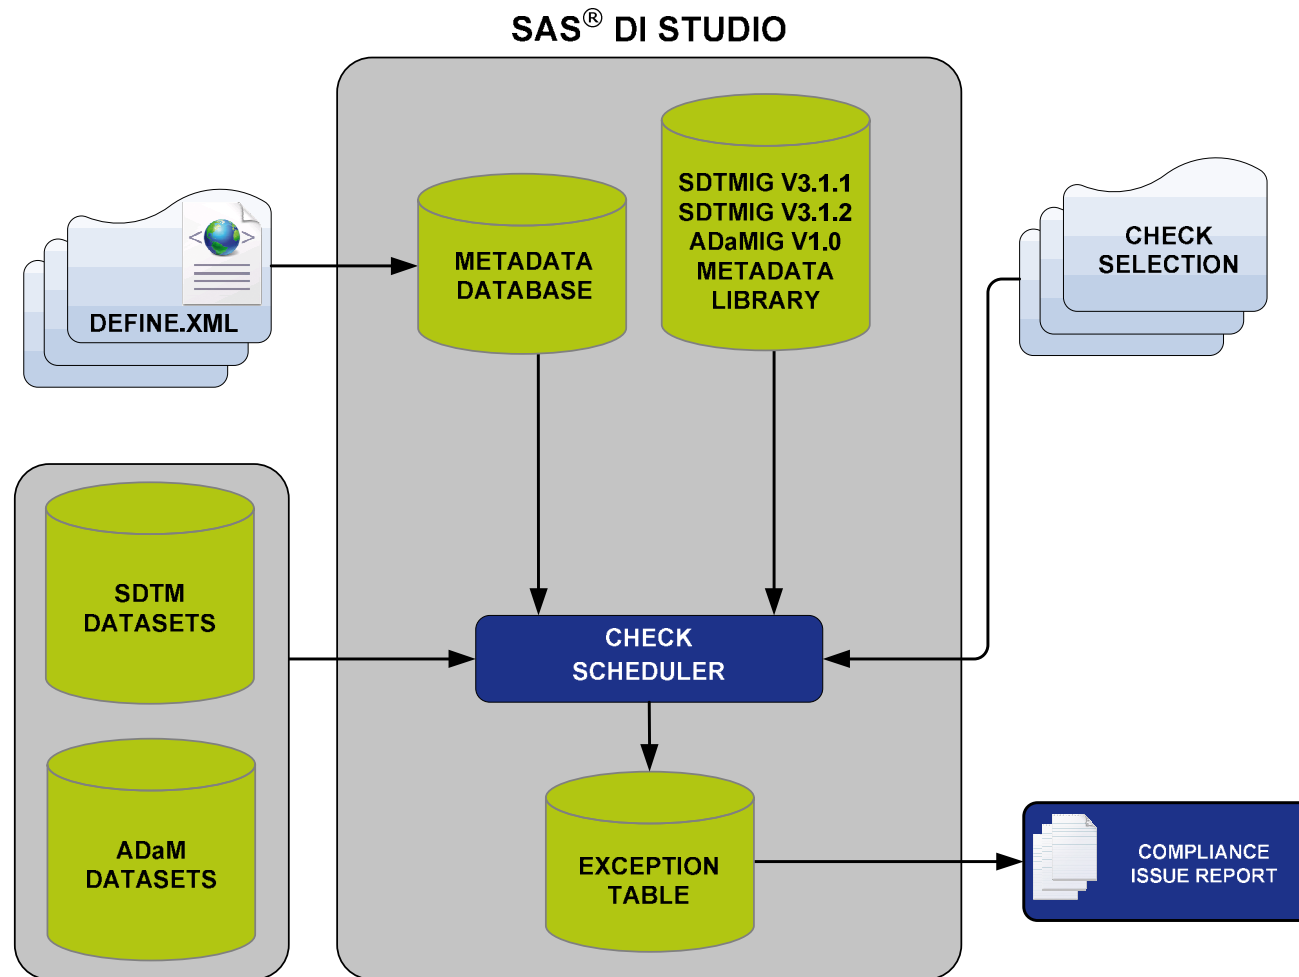 SAS® DI STUDIO
SDTMIG V3.1.1
SDTMIG V3.1.2
ADaMIG V1.0
METADATA
LIBRARY
METADATA
DATABASE
< >
DEFINE.XML
CHECK
SELECTION
SDTM
DATASETS
CHECK
SCHEDULER
ADaM
DATASETS
EXCEPTION
TABLE
COMPLIANCE
ISSUE REPORT